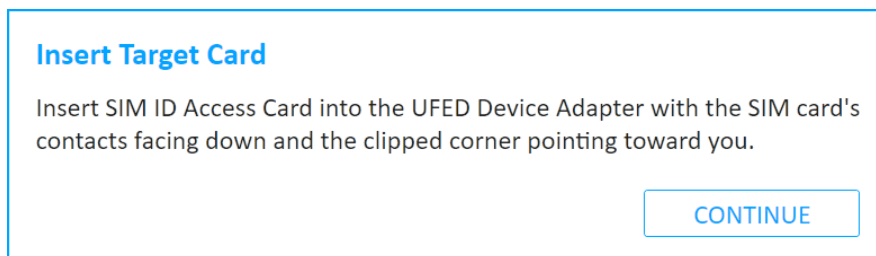 Insert Target Card
Insert SIM ID Access Card into the UFED Device Adapter with the SIM card's
contacts facing down and the clipped corner pointing toward you.
CONTINUE